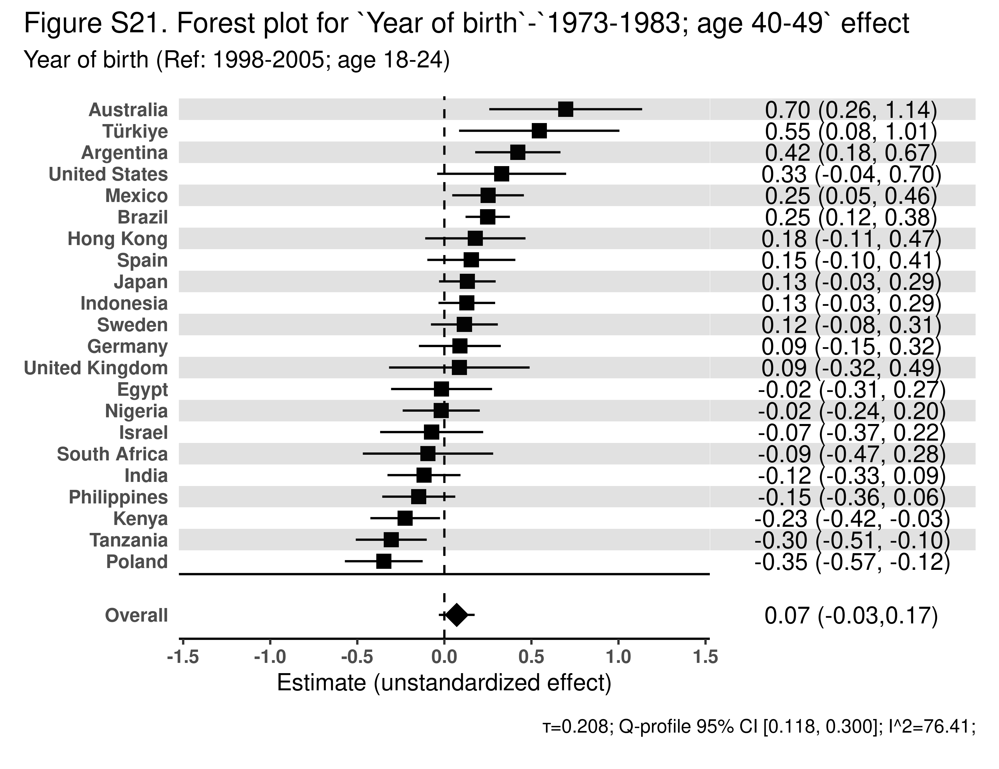 Figure S21. Forest plot for `Year of birth`-`1973-1983; age 40-49` effect
Year of birth (Ref: 1998-2005; age 18-24)
Australia 0.70 (0.26, 1.14)
Türkiye 0.55 (0.08, 1.01)
Argentina 0.42 (0.18, 0.67)
United States 0.33 (-0.04, 0.70)
Mexico 0.25 (0.05, 0.46)
Brazil 0.25 (0.12, 0.38)
Hong Kong 0.18 (-0.11, 0.47)
Spain 0.15 (-0.10, 0.41)
Japan 0.13 (-0.03, 0.29)
Indonesia 0.13 (-0.03, 0.29)
Sweden 0.12 (-0.08, 0.31)
Germany 0.09 (-0.15, 0.32)
United Kingdom 0.09 (-0.32, 0.49)
Egypt -0.02 (-0.31, 0.27)
Nigeria -0.02 (-0.24, 0.20)
Israel -0.07 (-0.37, 0.22)
South Africa -0.09 (-0.47, 0.28)
India -0.12 (-0.33, 0.09)
Philippines -0.15 (-0.36, 0.06)
Kenya -0.23 (-0.42, -0.03)
Tanzania -0.30 (-0.51, -0.10)
Poland -0.35 (-0.57, -0.12)
Overall 0.07 (-0.03,0.17)
-1.5 -1.0 -0.5 0.0 0.5 1.0 1.5
Estimate (unstandardized effect)
τ=0.208; Q-profile 95% CI [0.118, 0.300]; I^2=76.41;